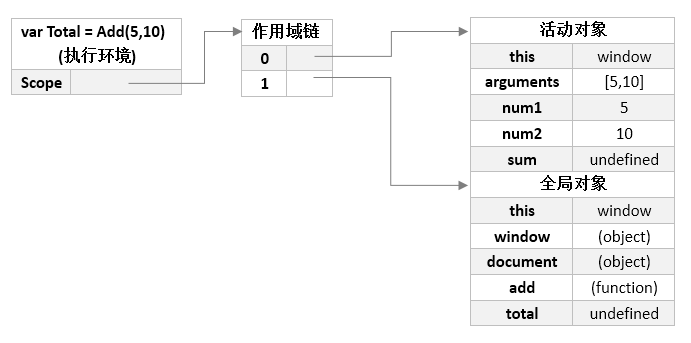 var Total = Add(5,10)
(执行环境)
Scope
作用域链
0
1
活动对象
this window
arguments [5,10]
num1 5
num2 10
sum undefined
全局对象
this window
window (object)
document (object)
add (function)
total undefined